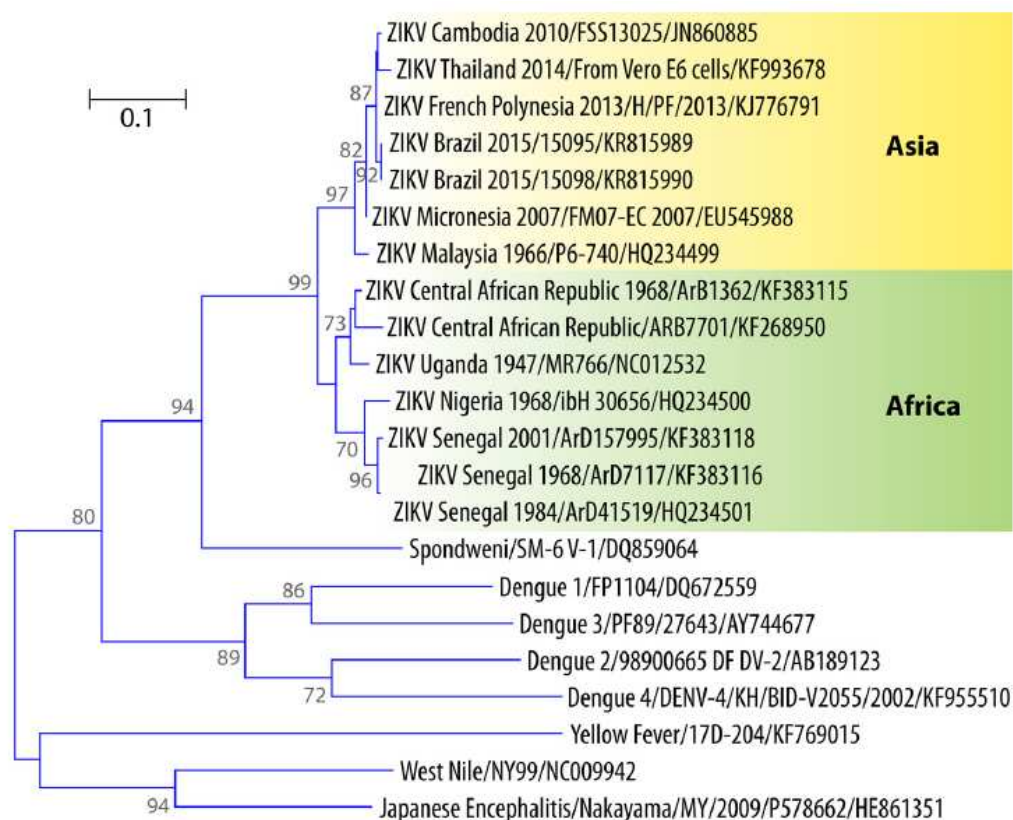 ZIKV Cambodia 2010/FSS13025/JN860885
ZIKV Thailand 2014/From Vero E6 cells/KF993678
0.1
87
ZIKV French Polynesia 2013/H/PF/2013/KJ776791
82
ZIKV Brazil 2015/15095/KR815989
Asia
92
ZIKV Brazil 2015/15098/KR815990
97
ZIKV Micronesia 2007/FM07-EC 2007/EU545988
ZIKV Malaysia 1966/P6-740/HQ234499
99
ZIKV Central African Republic 1968/ArB1362/KF383115
73
ZIKV Central African Republic/ARB7701/KF268950
ZIKV Uganda 1947/MR766/NC012532
94
ZIKV Nigeria 1968/ibH 30656/HQ234500
Africa
70
ZIKV Senegal 2001/ArD157995/KF383118
96
ZIKV Senegal 1968/ArD7117/KF383116
80
ZIKV Senegal 1984/ArD41519/HQ234501
Spondweni/SM-6 V-1/DQ859064
86
Dengue 1/FP1104/DQ672559
Dengue 3/PF89/27643/AY744677
89
Dengue 2/98900665 DF DV-2/AB189123
72
Dengue 4/DENV-4/KH/BID-V2055/2002/KF955510
Yellow Fever/17D-204/KF769015
West Nile/NY99/NC009942
94
Japanese Encephalitis/Nakayama/MY/2009/P578662/HE861351